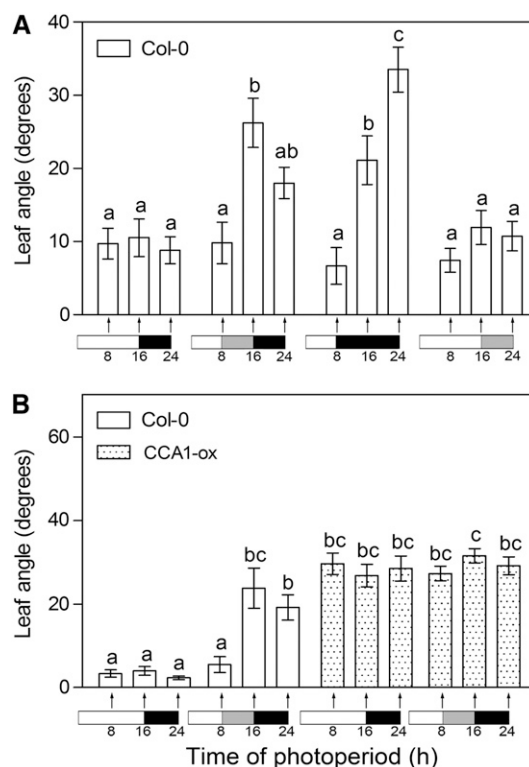 A
Col-0
Leaf angle (degrees)
40
30
20
10
0
a a a a b ab a b c a a a
8 16 24 8 16 24 8 16 24 8 16 24
B
Col-0
CCA1-ox
Leaf angle (degrees)
60
40
20
0
a a a a bc b bc bc bc bc c bc
8 16 24 8 16 24 8 16 24 8 16 24
Time of photoperiod (h)